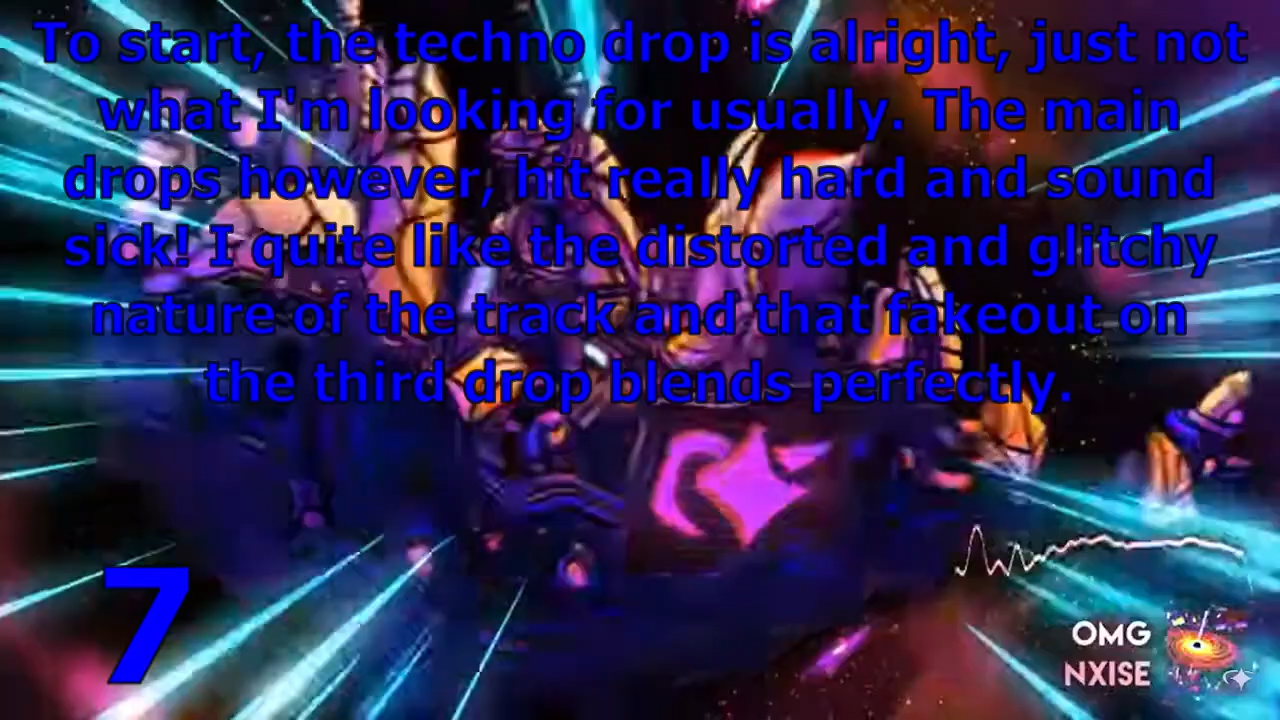 To start, the techno drop is alright, just not
what I'm looking for usually. The main
drops however, hit really hard and sound
sick! I quite like the distorted and glitchy
nature of the track and that fakeout on
the third drop blends perfectly.
7
OMG
NXISE